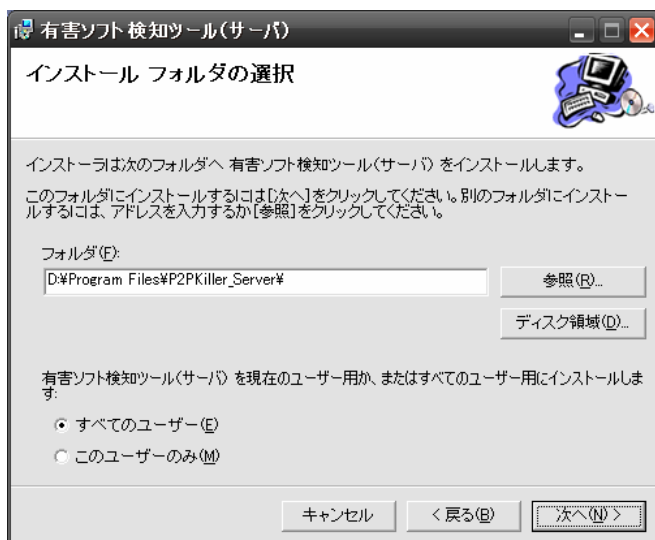 有害ソフト検知ツール(サーバ)
インストール フォルダの選択
インストーラは次のフォルダへ 有害ソフト検知ツール(サーバ) をインストールします。
このフォルダにインストールするには[次へ]をクリックしてください。別のフォルダにインストー
ルするには、アドレスを入力するか[参照]をクリックしてください。
フォルダ(F):
D:¥Program Files¥P2PKiller_Server¥
参照(R)...
ディスク領域(D)...
有害ソフト検知ツール(サーバ) を現在のユーザー用か、またはすべてのユーザー用にインストールしま
す:
すべてのユーザー(E)
このユーザーのみ(M)
キャンセル
< 戻る(B)
次へ(N) >